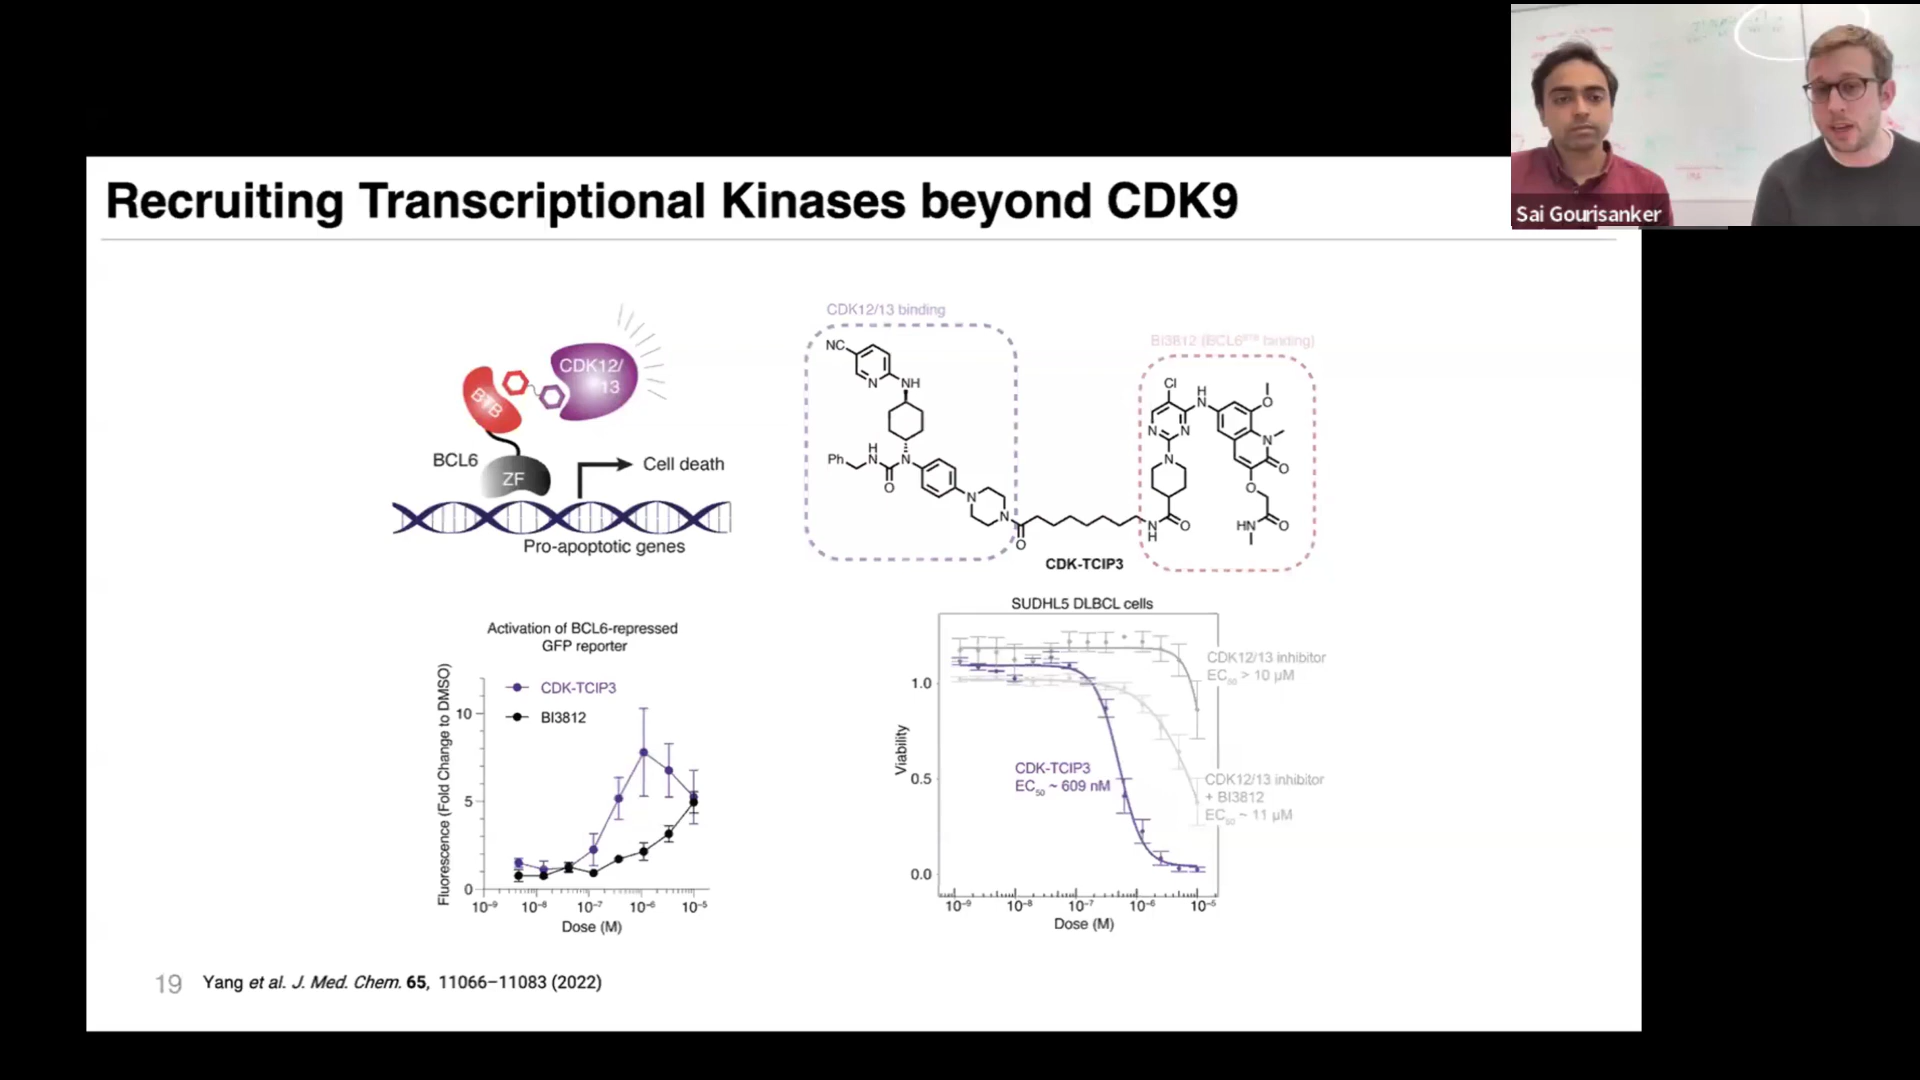 Recruiting Transcriptional Kinases beyond CDK9
Sai Gourisanker
CDK12/
13
BTB
BCL6
ZF
Cell death
Pro-apoptotic genes
CDK12/13 binding
BI3812 (BCL6ᴮᵀᴮ binding)
NC
N
NH
Ph
H
N
N
O
N
N
O
Cl
H
N
O
N
N
N
N
O
O
N
H
O
HN
O
CDK-TCIP3
Activation of BCL6-repressed
GFP reporter
Fluorescence (Fold Change to DMSO)
CDK-TCIP3
BI3812
10
5
0
10⁻⁹ 10⁻⁸ 10⁻⁷ 10⁻⁶ 10⁻⁵
Dose (M)
SUDHL5 DLBCL cells
Viability
1.0
0.5
0.0
CDK12/13 inhibitor
EC₅₀ > 10 µM
CDK-TCIP3
EC₅₀ ~ 609 nM
CDK12/13 inhibitor
+ BI3812
EC₅₀ ~ 11 µM
10⁻⁹ 10⁻⁸ 10⁻⁷ 10⁻⁶ 10⁻⁵
Dose (M)
19 Yang et al. J. Med. Chem. 65, 11066–11083 (2022)